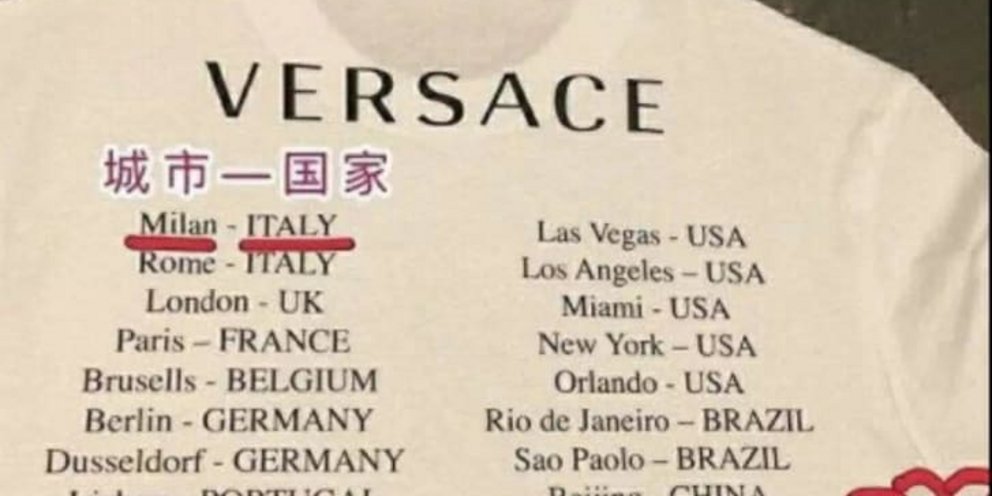 VERSACE
城市—国家
Milan - ITALY
Rome - ITALY
London - UK
Paris – FRANCE
Brusells - BELGIUM
Berlin - GERMANY
Dusseldorf - GERMANY
Las Vegas - USA
Los Angeles – USA
Miami - USA
New York – USA
Orlando - USA
Rio de Janeiro – BRAZIL
Sao Paolo – BRAZIL
Beijing - CHINA